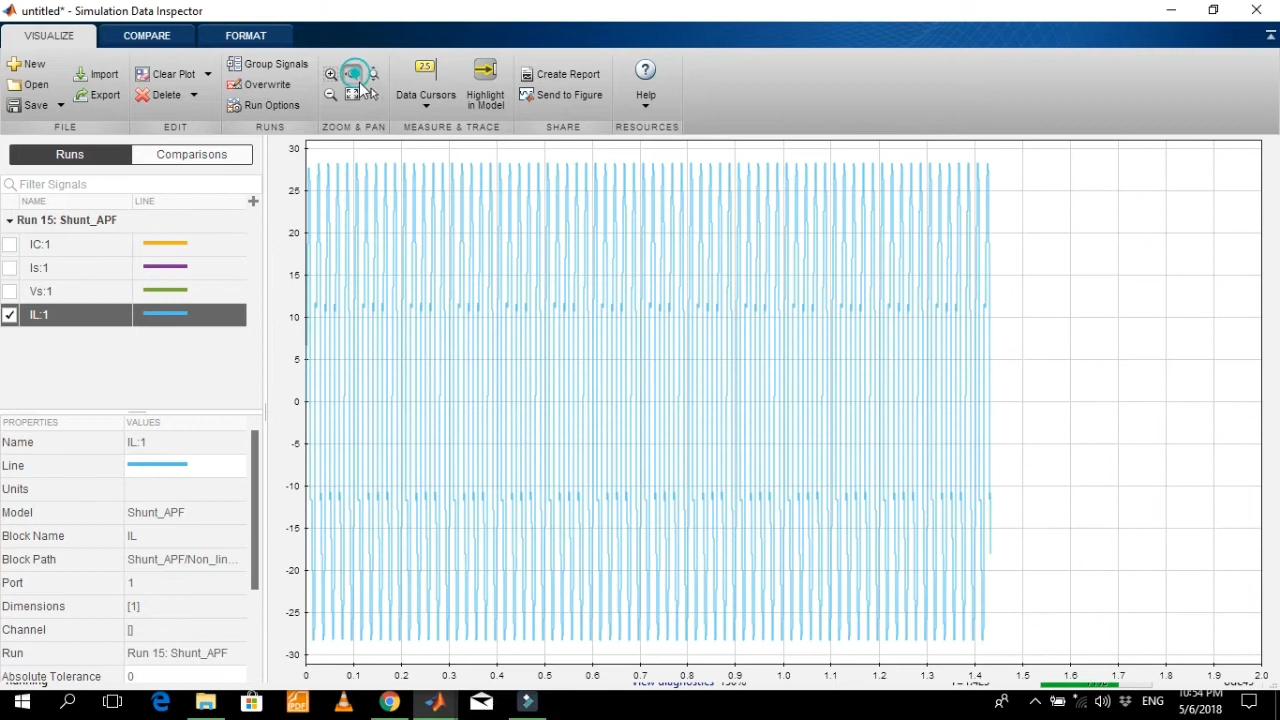 untitled* - Simulation Data Inspector
VISUALIZE COMPARE FORMAT
New Open Save
Import Export
FILE
Clear Plot Delete
EDIT
Group Signals Overwrite Run Options
RUNS
ZOOM & PAN
2.5
Data Cursors
Highlight in Model
MEASURE & TRACE
Create Report
Send to Figure
SHARE
Help
RESOURCES
Runs Comparisons
Filter Signals
NAME LINE
Run 15: Shunt_APF
IC:1
Is:1
Vs:1
IL:1
PROPERTIES VALUES
Name IL:1
Line
Units
Model Shunt_APF
Block Name IL
Block Path Shunt_APF/Non_lin...
Port 1
Dimensions [1]
Channel []
Run Run 15: Shunt_APF
Absolute Tolerance 0
30
25
20
15
10
5
0
-5
-10
-15
-20
-25
-30
0 0.1 0.2 0.3 0.4 0.5 0.6 0.7 0.8 0.9 1.0 1.1 1.2 1.3 1.4 1.5 1.6 1.7 1.8 1.9 2.0
View diagnostics
ENG
10:54 PM
5/6/2018